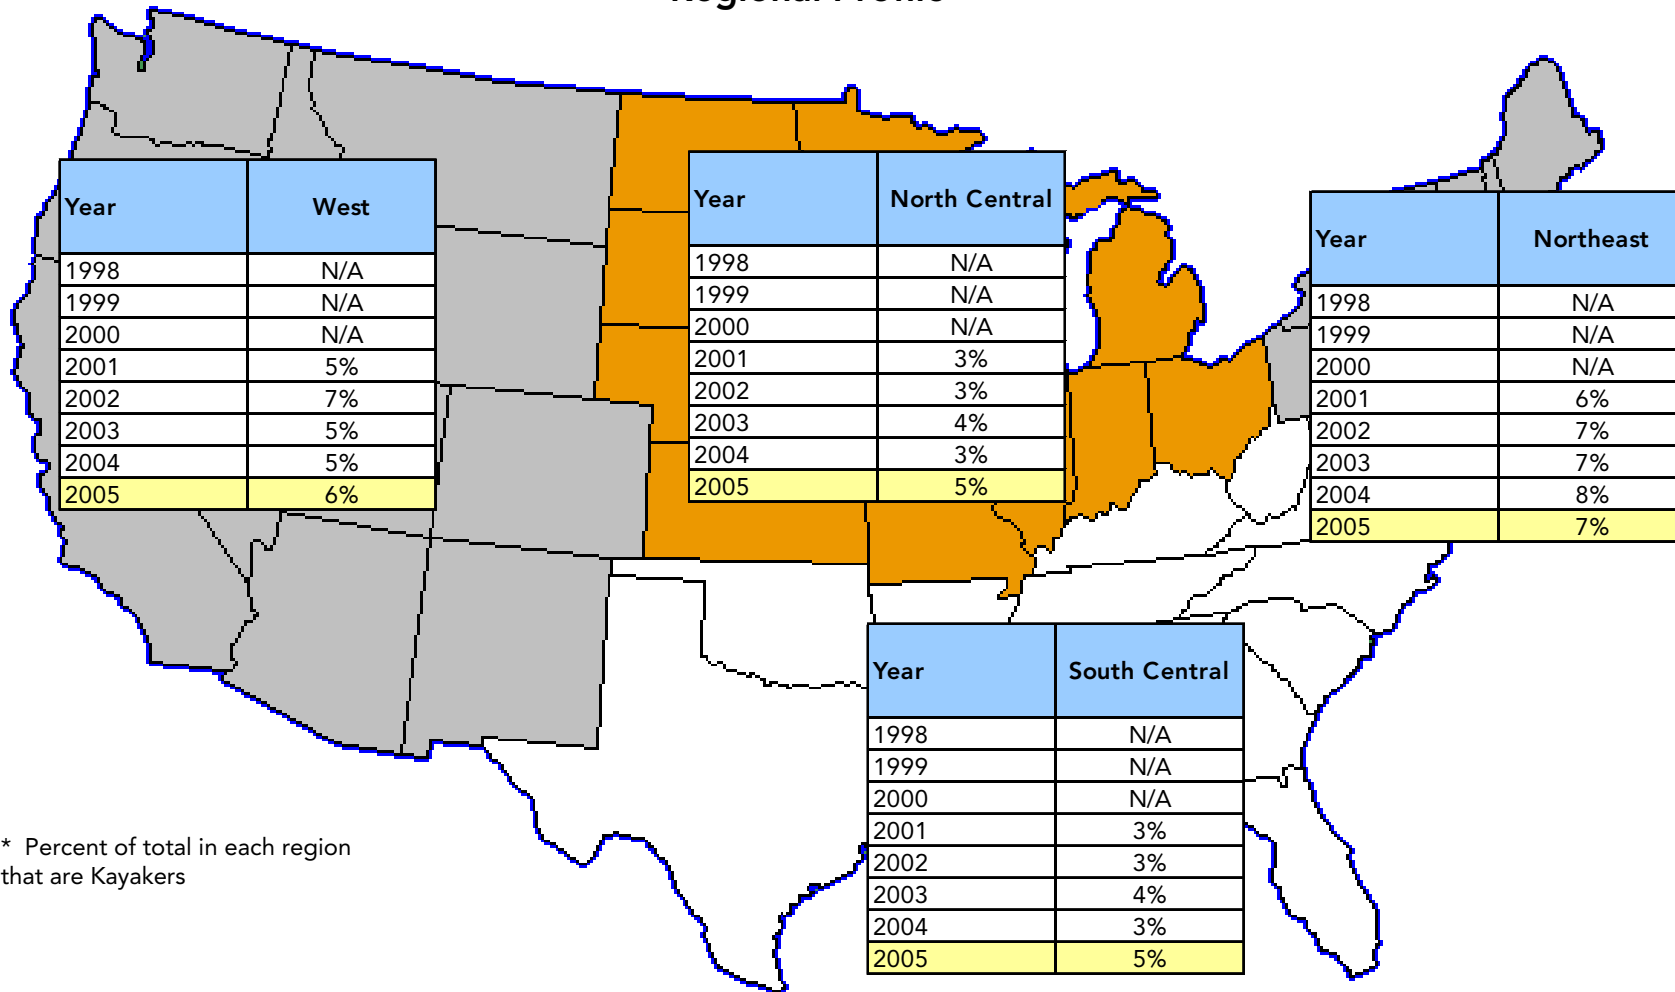 Regional Profile
Year West
1998 N/A
1999 N/A
2000 N/A
2001 5%
2002 7%
2003 5%
2004 5%
2005 6%
Year North Central
1998 N/A
1999 N/A
2000 N/A
2001 3%
2002 3%
2003 4%
2004 3%
2005 5%
Year Northeast
1998 N/A
1999 N/A
2000 N/A
2001 6%
2002 7%
2003 7%
2004 8%
2005 7%
Year South Central
1998 N/A
1999 N/A
2000 N/A
2001 3%
2002 3%
2003 4%
2004 3%
2005 5%
* Percent of total in each region
that are Kayakers